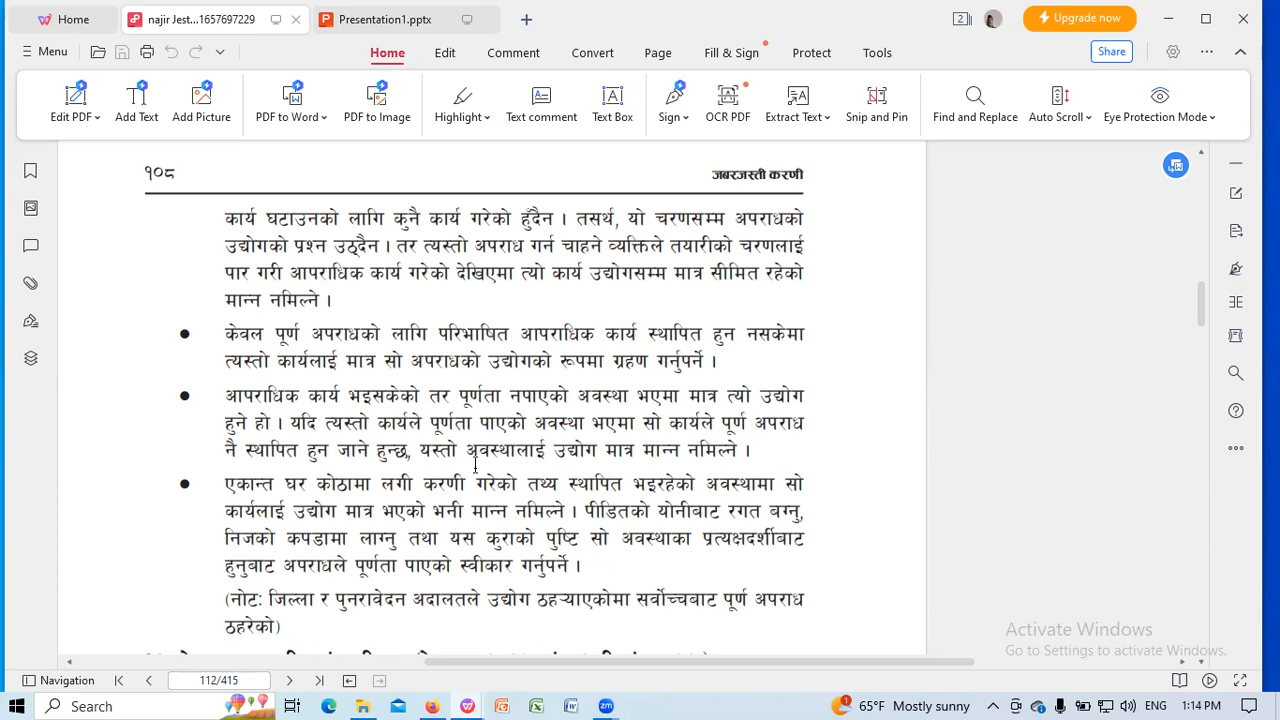 Home
najir Jest...1657697229
Presentation1.pptx
2
Upgrade now
Menu
Home
Edit
Comment
Convert
Page
Fill & Sign
Protect
Tools
Share
Edit PDF
Add Text
Add Picture
PDF to Word
PDF to Image
Highlight
Text comment
Text Box
Sign
OCR PDF
Extract Text
Snip and Pin
Find and Replace
Auto Scroll
Eye Protection Mode
१०८ जबरजस्ती करणी
कार्य घटाउनको लागि कुनै कार्य गरेको हुँदैन । तसर्थ, यो चरणसम्म अपराधको
उद्योगको प्रश्न उठ्दैन । तर त्यस्तो अपराध गर्न चाहने व्यक्तिले तयारीको चरणलाई
पार गरी आपराधिक कार्य गरेको देखिएमा त्यो कार्य उद्योगसम्म मात्र सीमित रहेको
मान्न नमिल्ने ।
● केवल पूर्ण अपराधको लागि परिभाषित आपराधिक कार्य स्थापित हुन नसकेमा
त्यस्तो कार्यलाई मात्र सो अपराधको उद्योगको रूपमा ग्रहण गर्नुपर्ने ।
● आपराधिक कार्य भइसकेको तर पूर्णता नपाएको अवस्था भएमा मात्र त्यो उद्योग
हुने हो । यदि त्यस्तो कार्यले पूर्णता पाएको अवस्था भएमा सो कार्यले पूर्ण अपराध
नै स्थापित हुन जाने हुन्छ, यस्तो अवस्थालाई उद्योग मात्र मान्न नमिल्ने ।
● एकान्त घर कोठामा लगी करणी गरेको तथ्य स्थापित भइरहेको अवस्थामा सो
कार्यलाई उद्योग मात्र भएको भनी मान्न नमिल्ने । पीडितको योनीबाट रगत बग्नु,
निजको कपडामा लाग्नु तथा यस कुराको पुष्टि सो अवस्थाका प्रत्यक्षदर्शीबाट
हुनुबाट अपराधले पूर्णता पाएको स्वीकार गर्नुपर्ने ।
(नोटः जिल्ला र पुनरावेदन अदालतले उद्योग ठहऱ्याएकोमा सर्वोच्चबाट पूर्ण अपराध
ठहरेको)
Activate Windows
Go to Settings to activate Windows.
Navigation
112/415
Search
1
65°F Mostly sunny
ENG
1:14 PM